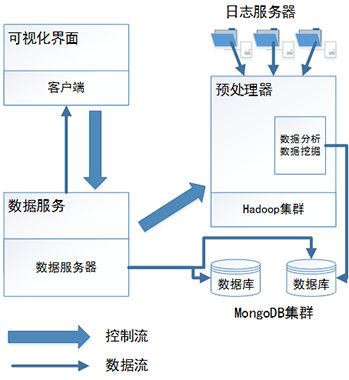 日志服务器
可视化界面
客户端
预处理器
数据分析
数据挖掘
Hadoop集群
数据服务
数据服务器
数据库
数据库
MongoDB集群
控制流
数据流